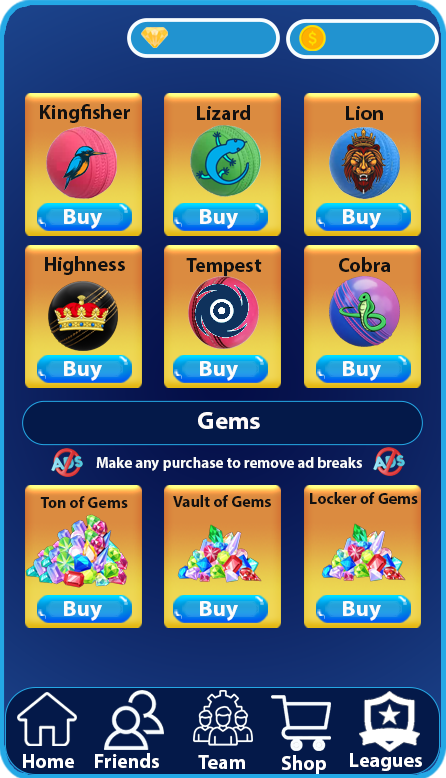 $
Kingfisher Lizard Lion
Buy Buy Buy
Highness Tempest Cobra
Buy Buy Buy
Gems
ADS Make any purchase to remove ad breaks ADS
Ton of Gems Vault of Gems Locker of Gems
Buy Buy Buy
Home Friends Team Shop Leagues